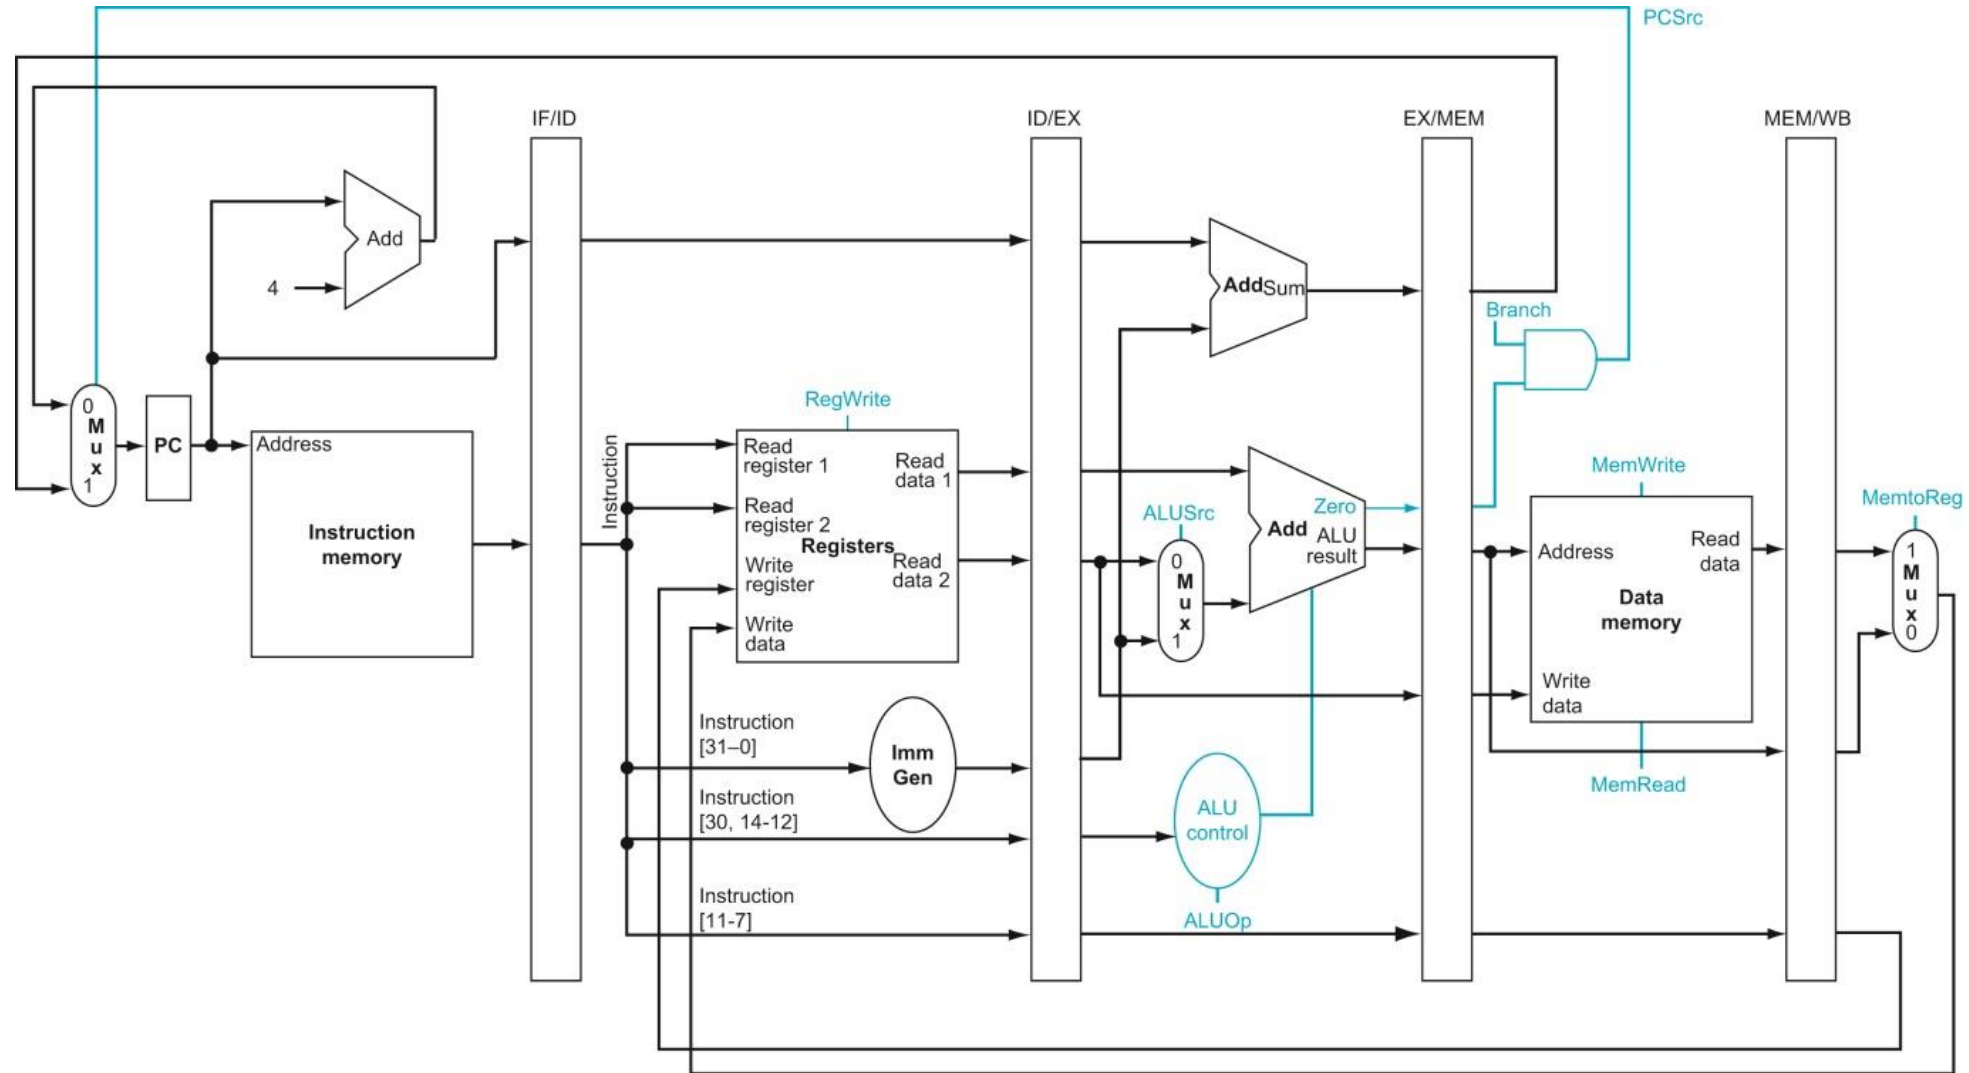 PCSrc
IF/ID
ID/EX
EX/MEM
MEM/WB
Add
4
Add Sum
Branch
0
M
u
x
1
PC
Address
Instruction
memory
Instruction
RegWrite
Read
register 1
Read
register 2
Write
register
Write
data
Registers
Read
data 1
Read
data 2
ALUSrc
0
M
u
x
1
Add
Zero
ALU
result
MemWrite
Address
Read
data
Data
memory
Write
data
MemRead
MemtoReg
1
M
u
x
0
Instruction
[31–0]
Imm
Gen
Instruction
[30, 14-12]
ALU
control
ALUOp
Instruction
[11-7]